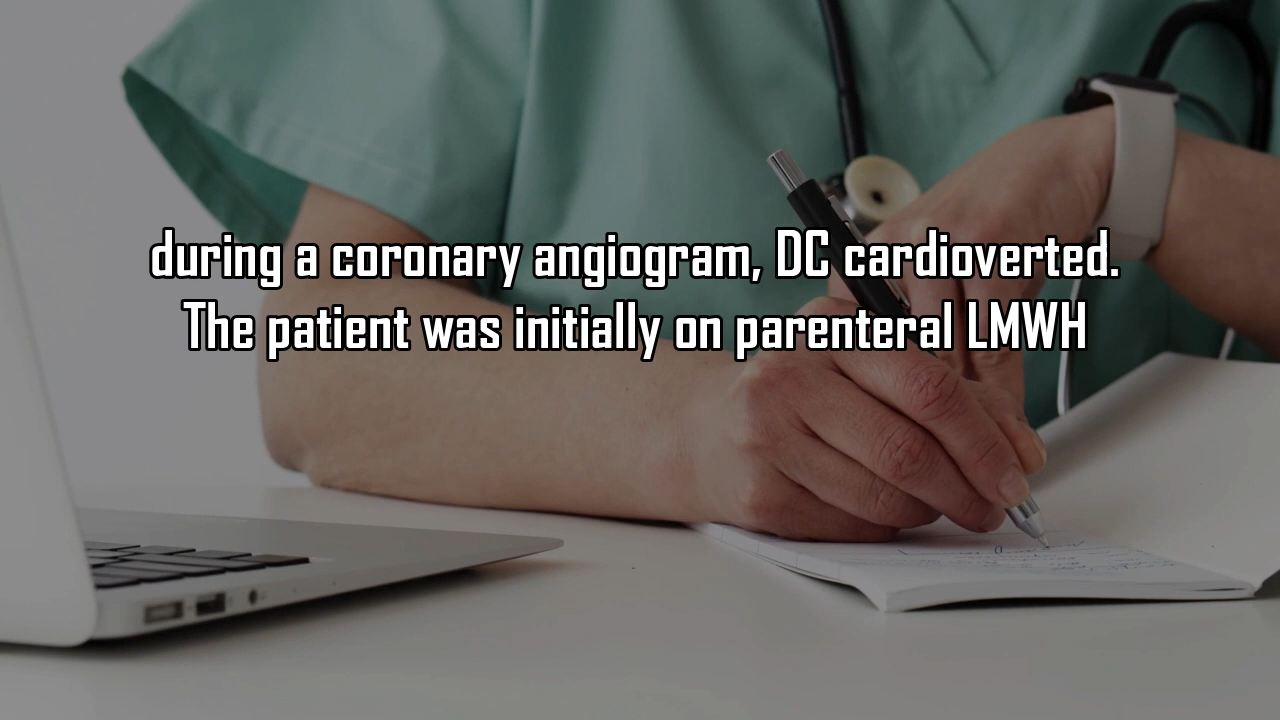 during a coronary angiogram, DC cardioverted.
The patient was initially on parenteral LMWH